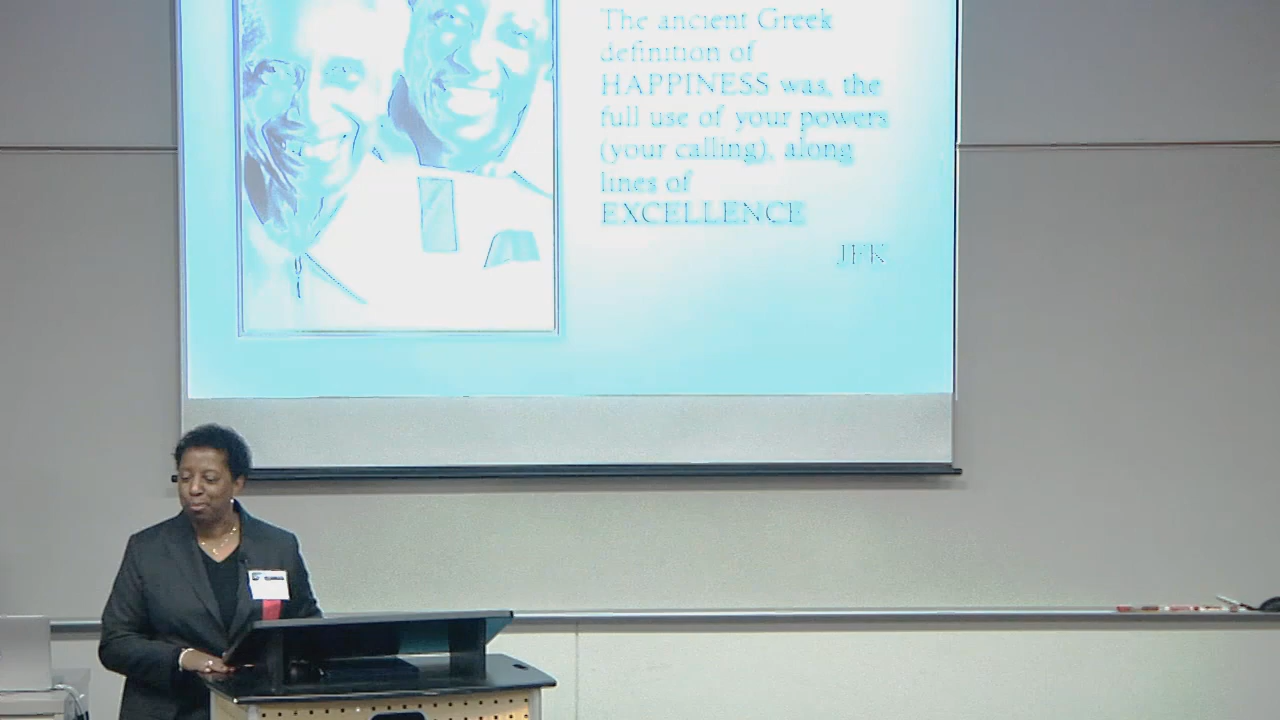 The ancient Greek
definition of
HAPPINESS was, the
full use of your powers
(your calling), along
lines of
EXCELLENCE
JFK